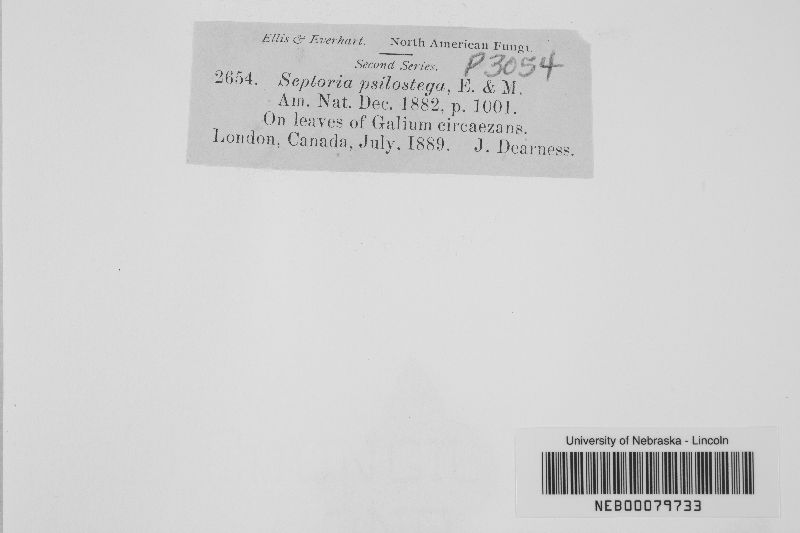 Ellis & Everhart. North American Fungi.
Second Series. P3054
2654. Septoria psilostega, E. & M.
Am. Nat. Dec. 1882, p. 1001.
On leaves of Galium circaezans.
London, Canada, July, 1889. J. Dearness.
University of Nebraska - Lincoln
NEB00079733